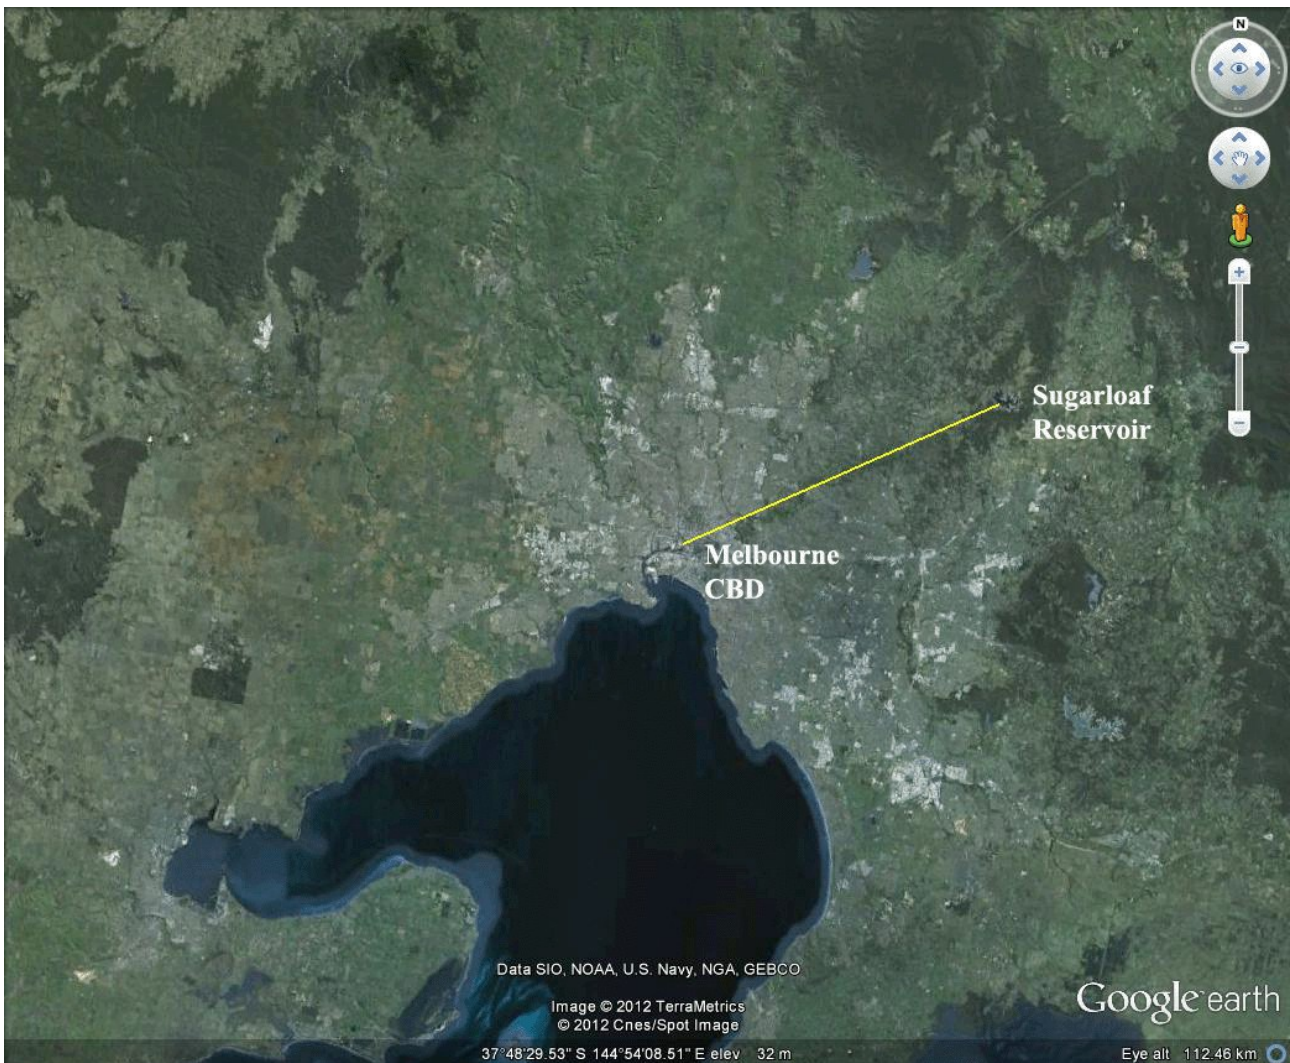 N
Sugarloaf
Reservoir
Melbourne
CBD
Data SIO, NOAA, U.S. Navy, NGA, GEBCO
Image © 2012 TerraMetrics
© 2012 Cnes/Spot Image
Google earth
37°48'29.53" S 144°54'08.51" E elev 32 m
Eye alt 112.46 km